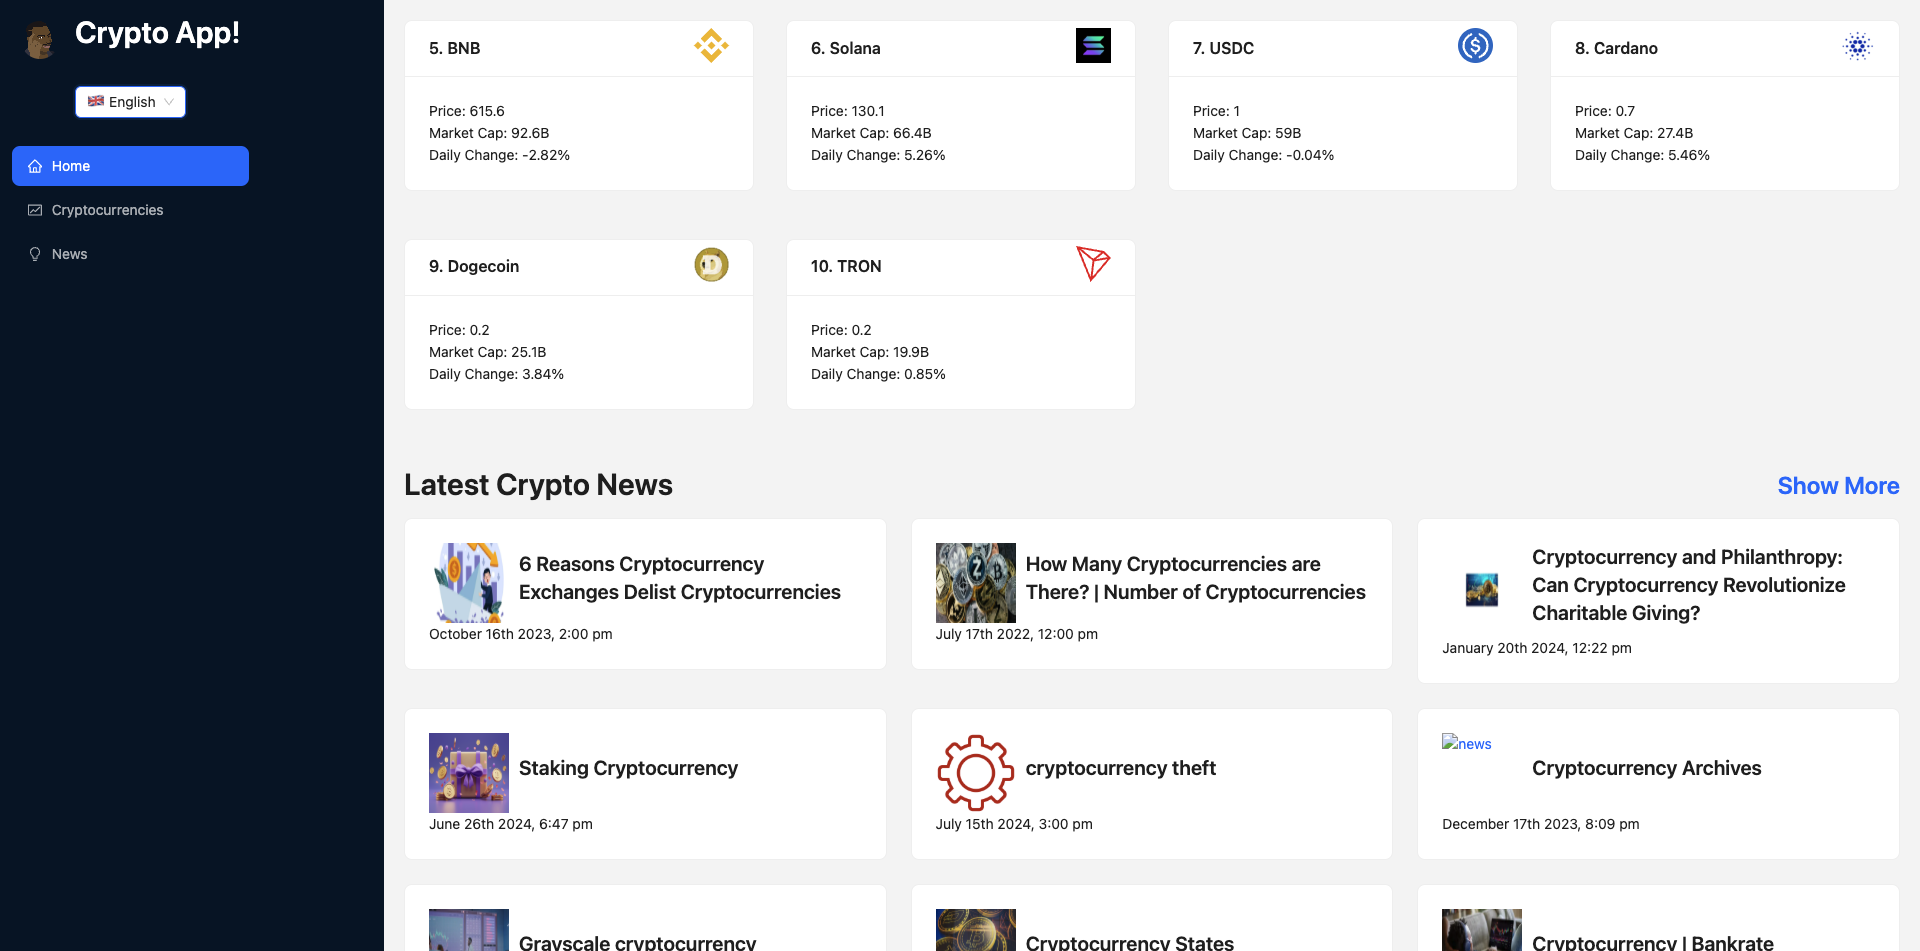 Crypto App!
English
Home
Cryptocurrencies
News
5. BNB
Price: 615.6
Market Cap: 92.6B
Daily Change: -2.82%
6. Solana
Price: 130.1
Market Cap: 66.4B
Daily Change: 5.26%
7. USDC
Price: 1
Market Cap: 59B
Daily Change: -0.04%
8. Cardano
Price: 0.7
Market Cap: 27.4B
Daily Change: 5.46%
9. Dogecoin
Price: 0.2
Market Cap: 25.1B
Daily Change: 3.84%
10. TRON
Price: 0.2
Market Cap: 19.9B
Daily Change: 0.85%
Latest Crypto News
Show More
6 Reasons Cryptocurrency
Exchanges Delist Cryptocurrencies
October 16th 2023, 2:00 pm
How Many Cryptocurrencies are
There? | Number of Cryptocurrencies
July 17th 2022, 12:00 pm
Cryptocurrency and Philanthropy:
Can Cryptocurrency Revolutionize
Charitable Giving?
January 20th 2024, 12:22 pm
Staking Cryptocurrency
June 26th 2024, 6:47 pm
cryptocurrency theft
July 15th 2024, 3:00 pm
news
Cryptocurrency Archives
December 17th 2023, 8:09 pm
Grayscale cryptocurrency
Cryptocurrency States
Cryptocurrency | Bankrate